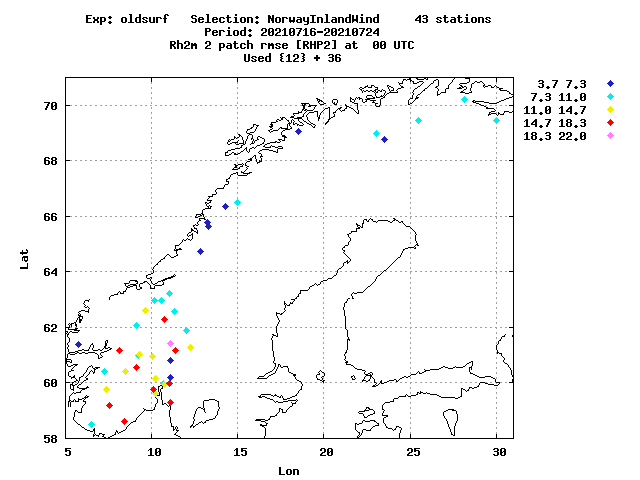 Exp: oldsurf   Selection: NorwayInlandWind     43 stations
Period: 20210716-20210724
Rh2m 2 patch rmse [RHP2] at  00 UTC
Used {12} + 36
3.7 7.3
7.3 11.0
11.0 14.7
14.7 18.3
18.3 22.0
70
68
66
64
62
60
58
Lat
5 10 15 20 25 30
Lon